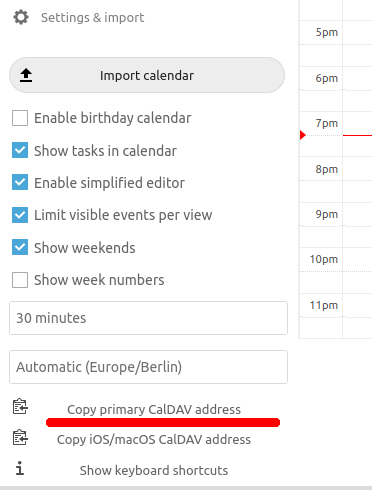 Settings & import
Import calendar
Enable birthday calendar
Show tasks in calendar
Enable simplified editor
Limit visible events per view
Show weekends
Show week numbers
30 minutes
Automatic (Europe/Berlin)
Copy primary CalDAV address
Copy iOS/macOS CalDAV address
Show keyboard shortcuts
5pm
6pm
7pm
8pm
9pm
10pm
11pm